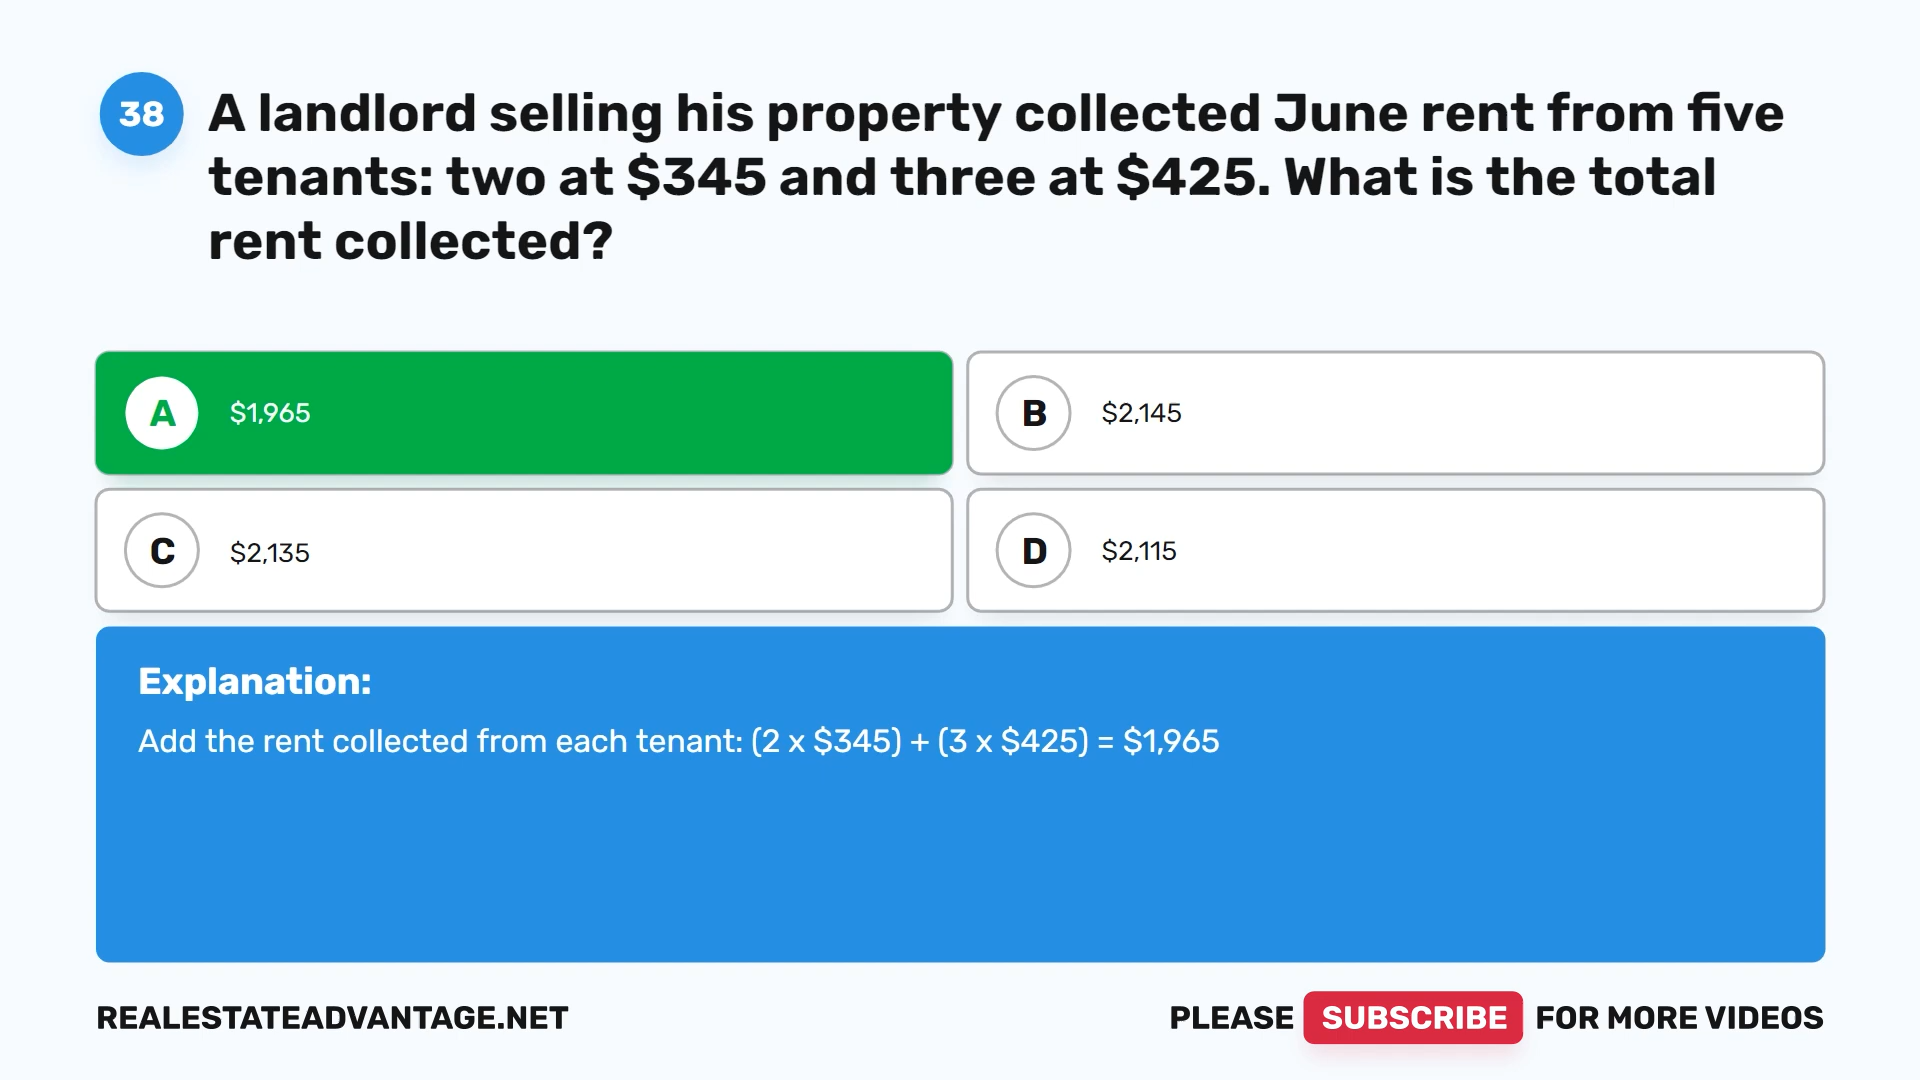 38
A landlord selling his property collected June rent from five
tenants: two at $345 and three at $425. What is the total
rent collected?
A $1,965
B $2,145
C $2,135
D $2,115
Explanation:
Add the rent collected from each tenant: (2 x $345) + (3 x $425) = $1,965
REALESTATEADVANTAGE.NET
PLEASE SUBSCRIBE FOR MORE VIDEOS